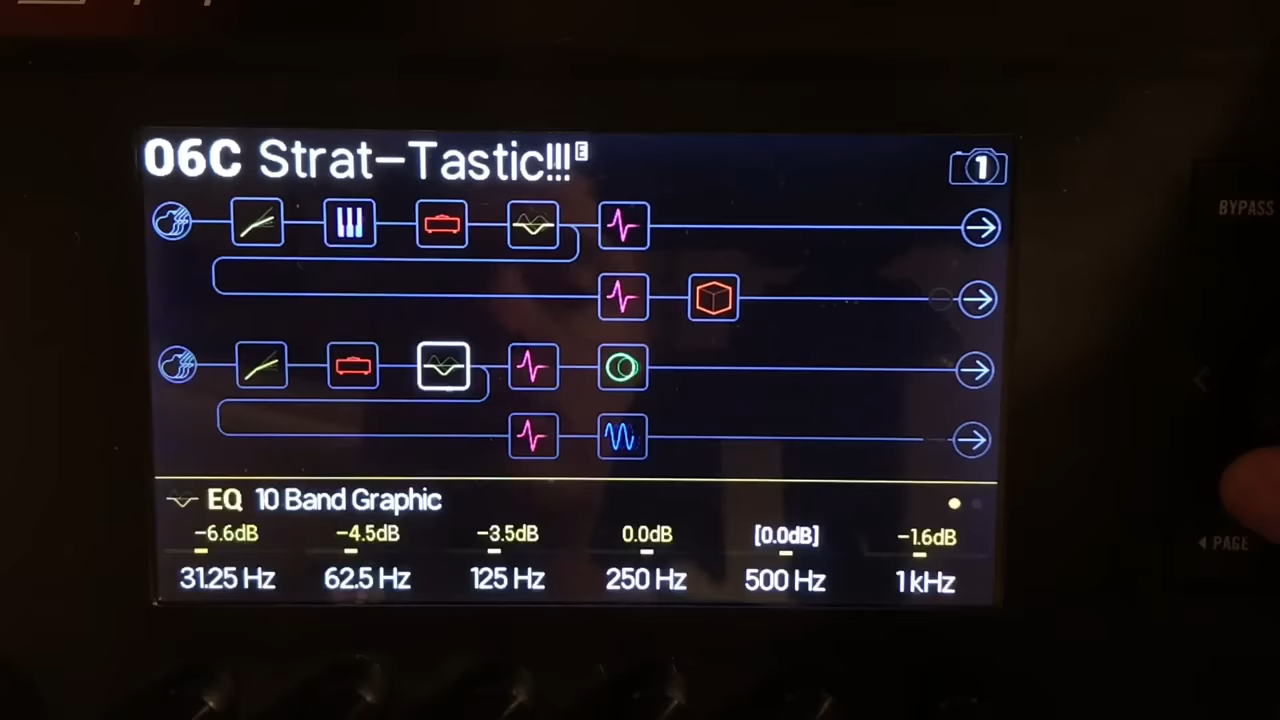 06C Strat-Tastic!!! E
1
BYPASS
EQ 10 Band Graphic
-6.6dB -4.5dB -3.5dB 0.0dB [0.0dB] -1.6dB
31.25 Hz 62.5 Hz 125 Hz 250 Hz 500 Hz 1 kHz
PAGE